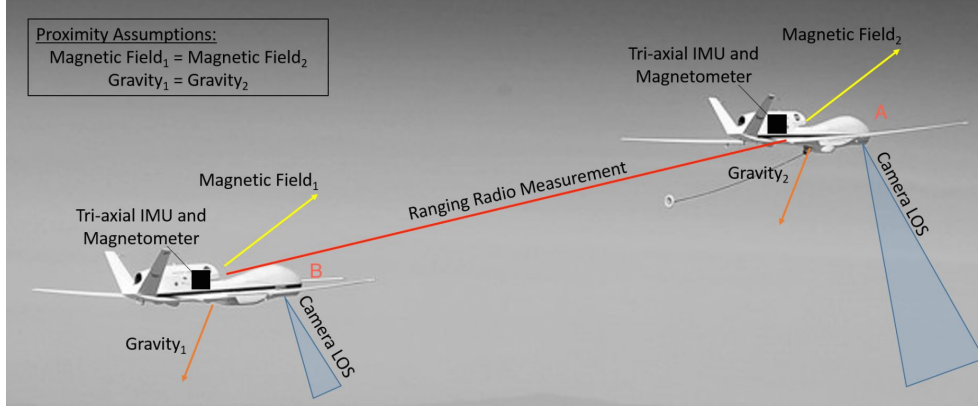 Proximity Assumptions:
Magnetic Field₁ = Magnetic Field₂
Gravity₁ = Gravity₂
Magnetic Field₂
Tri-axial IMU and
Magnetometer
A
Gravity₂
Camera LOS
Ranging Radio Measurement
Magnetic Field₁
Tri-axial IMU and
Magnetometer
B
Gravity₁
Camera LOS